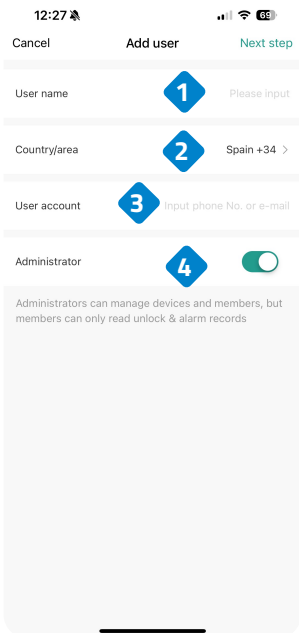 12:27 69
Cancel Add user Next step
User name 1 Please input
Country/area 2 Spain +34 >
User account 3 Input phone No. or e-mail
Administrator 4
Administrators can manage devices and members, but
members can only read unlock & alarm records